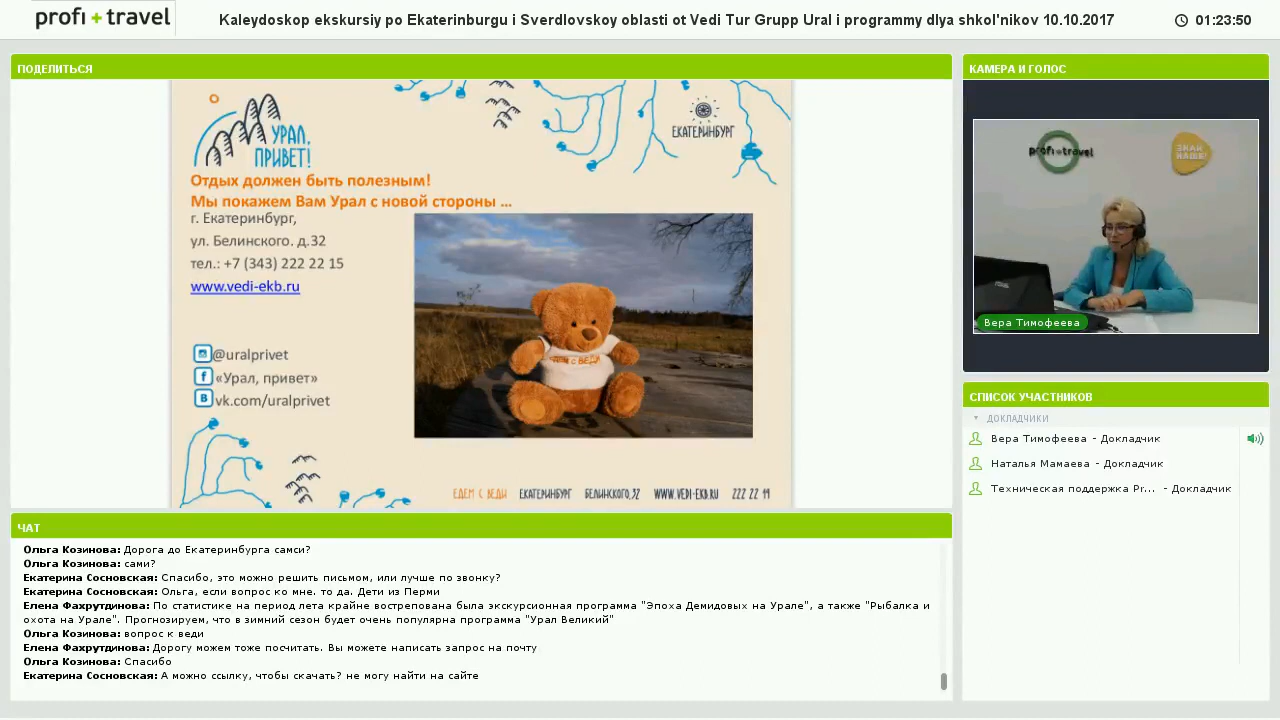 profi + travel
Kaleydoskop ekskursiy po Ekaterinburgu i Sverdlovskoy oblasti ot Vedi Tur Grupp Ural i programmy dlya shkol'nikov 10.10.2017
01:23:50
ПОДЕЛИТЬСЯ
УРАЛ,
ПРИВЕТ!
ЕКАТЕРИНБУРГ
Отдых должен быть полезным!
Мы покажем Вам Урал с новой стороны ...
г. Екатеринбург,
ул. Белинского. д.32
тел.: +7 (343) 222 22 15
www.vedi-ekb.ru
ЕДЕМ С ВЕДИ
@uralprivet
«Урал, привет»
vk.com/uralprivet
ЕДЕМ С ВЕДИ ЕКАТЕРИНБУРГ БЕЛИНСКОГО,32 WWW.VEDI-EKB.RU
КАМЕРА И ГОЛОС
profi travel
ЗНАЙ
НАШЕ!
Вера Тимофеева
СПИСОК УЧАСТНИКОВ
ДОКЛАДЧИКИ
Вера Тимофеева - Докладчик
Наталья Мамаева - Докладчик
Техническая поддержка Pr... - Докладчик
ЧАТ
Ольга Козинова: Дорога до Екатеринбурга самси?
Ольга Козинова: сами?
Екатерина Сосновская: Спасибо, это можно решить письмом, или лучше по звонку?
Екатерина Сосновская: Ольга, если вопрос ко мне. то да. Дети из Перми
Елена Фахрутдинова: По статистике на период лета крайне вострепована была экскурсионная программа "Эпоха Демидовых на Урале", а также "Рыбалка и
охота на Урале". Прогнозируем, что в зимний сезон будет очень популярна программа "Урал Великий"
Ольга Козинова: вопрос к веди
Елена Фахрутдинова: Дорогу можем тоже посчитать. Вы можете написать запрос на почту
Ольга Козинова: Спасибо
Екатерина Сосновская: А можно ссылку, чтобы скачать? не могу найти на сайте